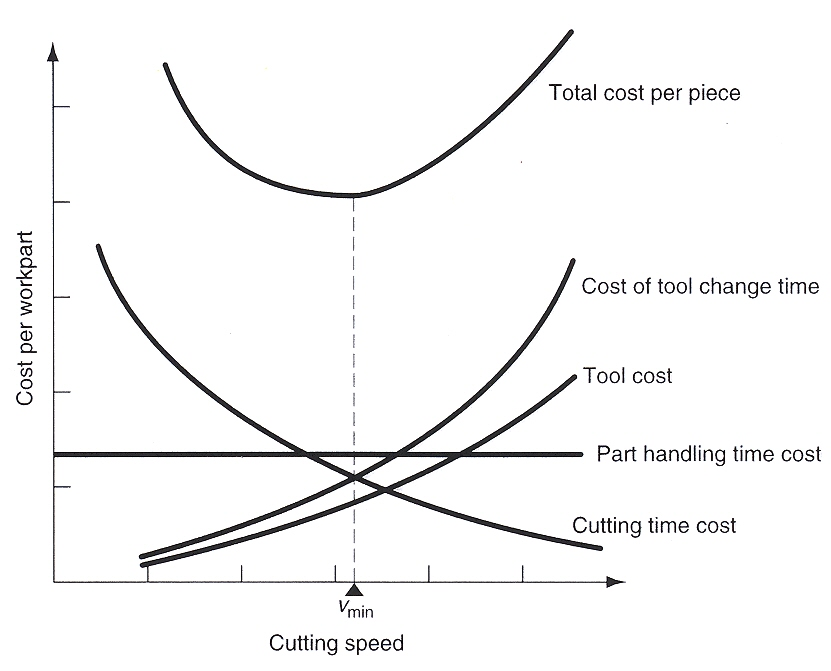 Total cost per piece
Cost of tool change time
Tool cost
Part handling time cost
Cutting time cost
Cost per workpart
vmin
Cutting speed